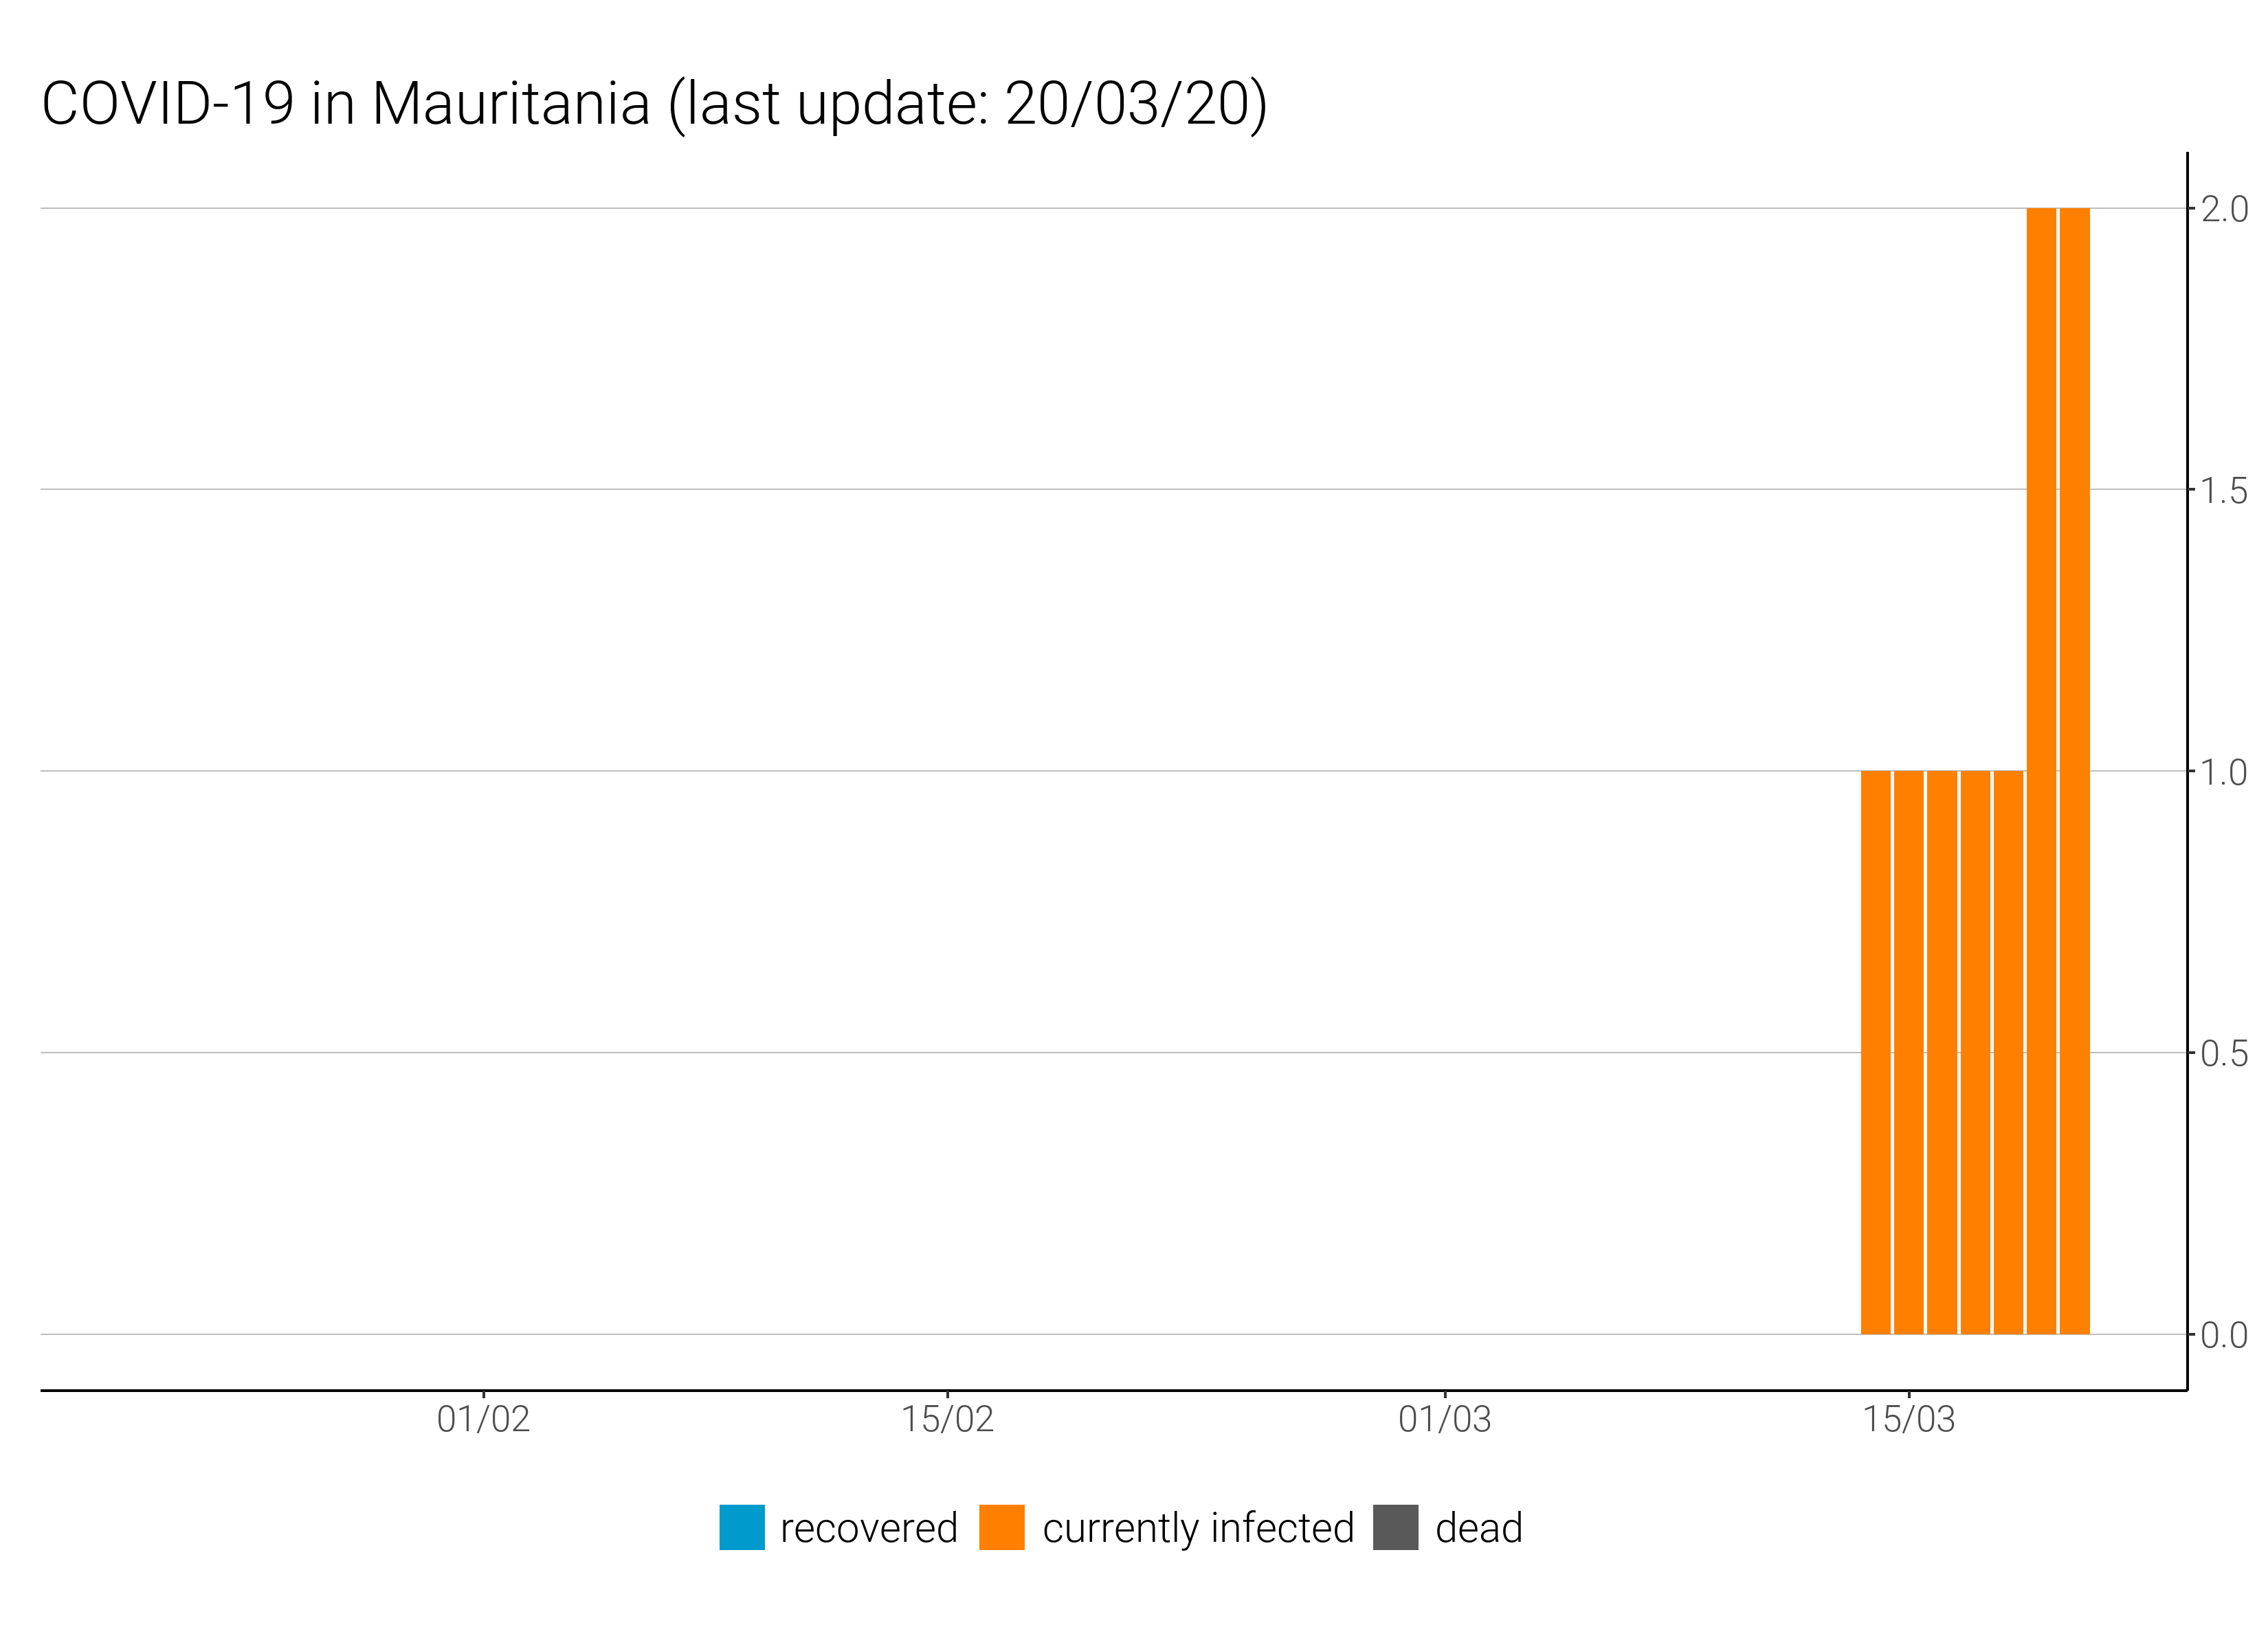 COVID-19 in Mauritania (last update: 20/03/20)
2.0
1.5
1.0
0.5
0.0
01/02 15/02 01/03 15/03
recovered currently infected dead